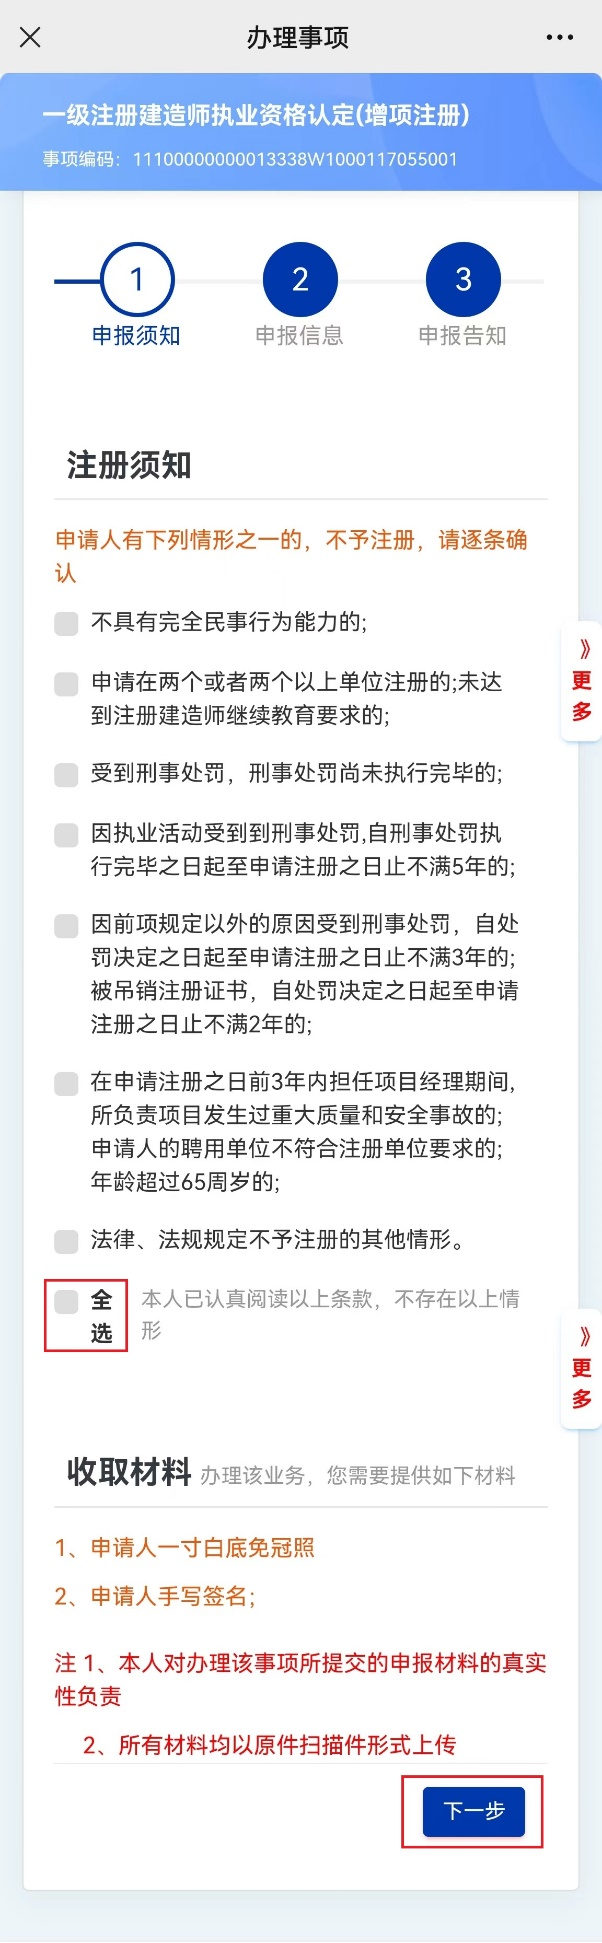 办理事项
一级注册建造师执业资格认定(增项注册)
事项编码：11100000000013338W1000117055001
1 2 3
申报须知 申报信息 申报告知
注册须知
申请人有下列情形之一的，不予注册，请逐条确
认
不具有完全民事行为能力的;
申请在两个或者两个以上单位注册的;未达
到注册建造师继续教育要求的;
受到刑事处罚，刑事处罚尚未执行完毕的;
因执业活动受到到刑事处罚,自刑事处罚执
行完毕之日起至申请注册之日止不满5年的;
因前项规定以外的原因受到刑事处罚，自处
罚决定之日起至申请注册之日止不满3年的;
被吊销注册证书，自处罚决定之日起至申请
注册之日止不满2年的;
在申请注册之日前3年内担任项目经理期间,
所负责项目发生过重大质量和安全事故的;
申请人的聘用单位不符合注册单位要求的;
年龄超过65周岁的;
法律、法规规定不予注册的其他情形。
全
选
本人已认真阅读以上条款，不存在以上情
形
》
更
多
》
更
多
收取材料 办理该业务，您需要提供如下材料
1、申请人一寸白底免冠照
2、申请人手写签名;
注 1、本人对办理该事项所提交的申报材料的真实
性负责
2、所有材料均以原件扫描件形式上传
下一步